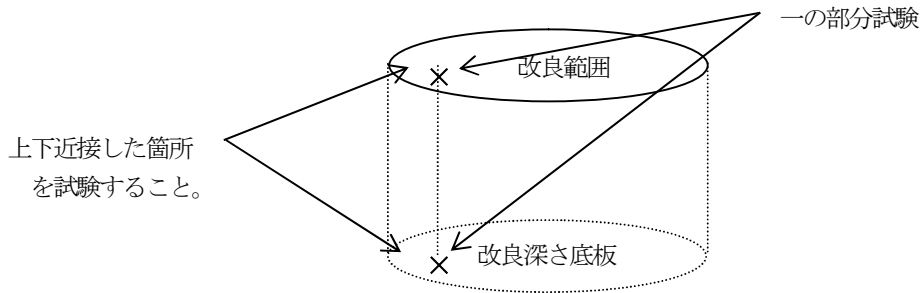 一の部分試験
改良範囲
上下近接した箇所
を試験すること。
改良深さ底板